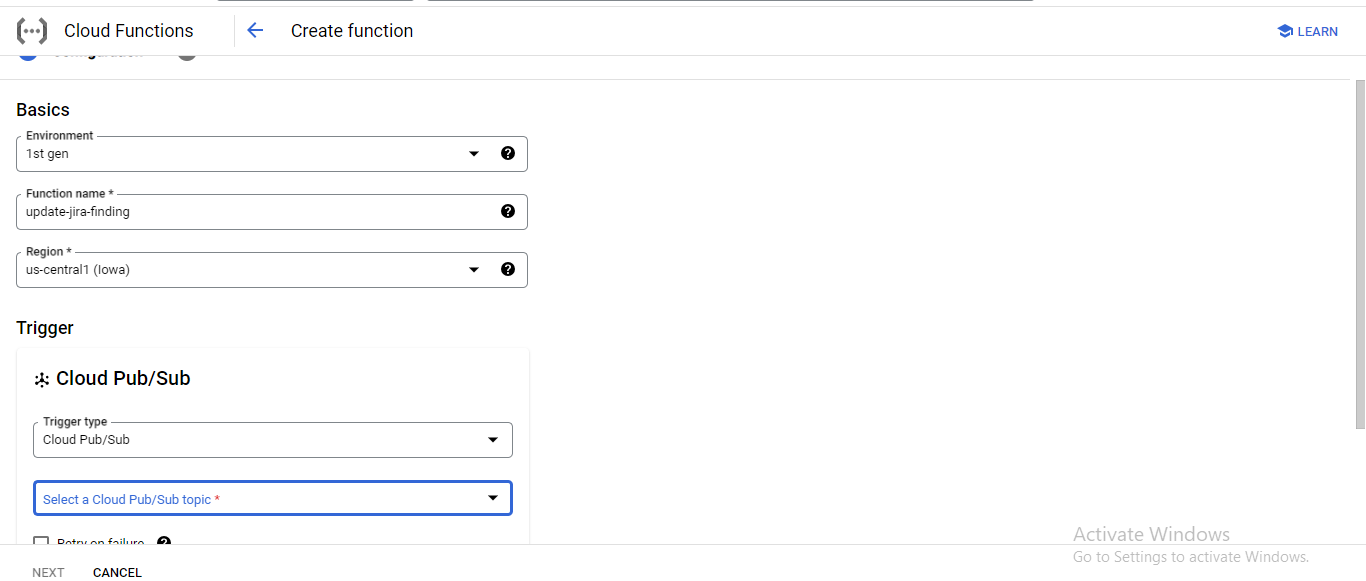 Cloud Functions
Create function
LEARN
Basics
Environment
1st gen
Function name *
update-jira-finding
Region *
us-central1 (Iowa)
Trigger
Cloud Pub/Sub
Trigger type
Cloud Pub/Sub
Select a Cloud Pub/Sub topic *
Retry on failure
Activate Windows
Go to Settings to activate Windows.
NEXT
CANCEL